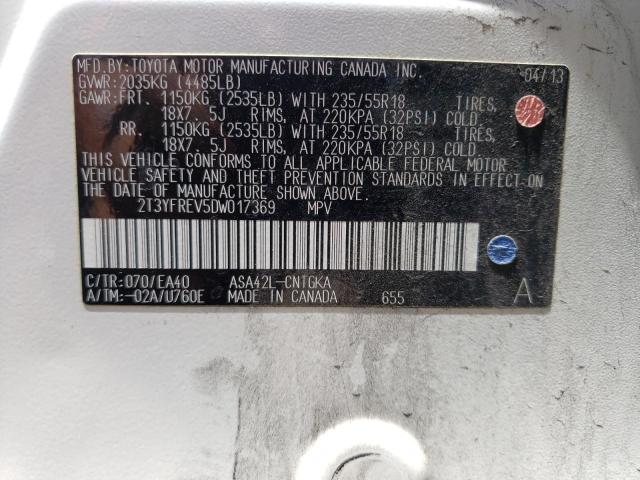 MFD.BY:TOYOTA MOTOR MANUFACTURING CANADA INC. 04/13
GVWR:2035KG (4485LB)
GAWR:FRT. 1150KG (2535LB) WITH 235/55R18 TIRES,
18X7. 5J RIMS, AT 220KPA (32PSI) COLD.
RR. 1150KG (2535LB) WITH 235/55R18 TIRES,
18X7. 5J RIMS, AT 220KPA (32PSI) COLD.
THIS VEHICLE CONFORMS TO ALL APPLICABLE FEDERAL MOTOR
VEHICLE SAFETY AND THEFT PREVENTION STANDARDS IN EFFECT ON
THE DATE OF MANUFACTURE SHOWN ABOVE.
2T3YFREV5DW017369 MPV
C/TR:070/EA40 ASA42L-CNTGKA
A/TM:-02A/U760E MADE IN CANADA 655 A